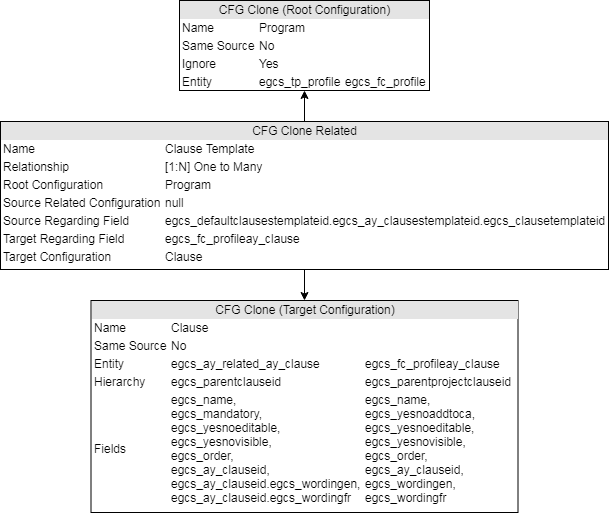 CFG Clone (Root Configuration)
Name Program
Same Source No
Ignore Yes
Entity egcs_tp_profile egcs_fc_profile
CFG Clone Related
Name Clause Template
Relationship [1:N] One to Many
Root Configuration Program
Source Related Configuration null
Source Regarding Field egcs_defaultclausestemplateid.egcs_ay_clausestemplateid.egcs_clausetemplateid
Target Regarding Field egcs_fc_profileay_clause
Target Configuration Clause
CFG Clone (Target Configuration)
Name Clause
Same Source No
Entity egcs_ay_related_ay_clause egcs_fc_profileay_clause
Hierarchy egcs_parentclauseid egcs_parentprojectclauseid
Fields
egcs_name, egcs_name,
egcs_mandatory, egcs_yesnoaddtoca,
egcs_yesnoeditable, egcs_yesnoeditable,
egcs_yesnovisible, egcs_yesnovisible,
egcs_order, egcs_order,
egcs_ay_clauseid, egcs_ay_clauseid,
egcs_ay_clauseid.egcs_wordingen, egcs_wordingen,
egcs_ay_clauseid.egcs_wordingfr egcs_wordingfr